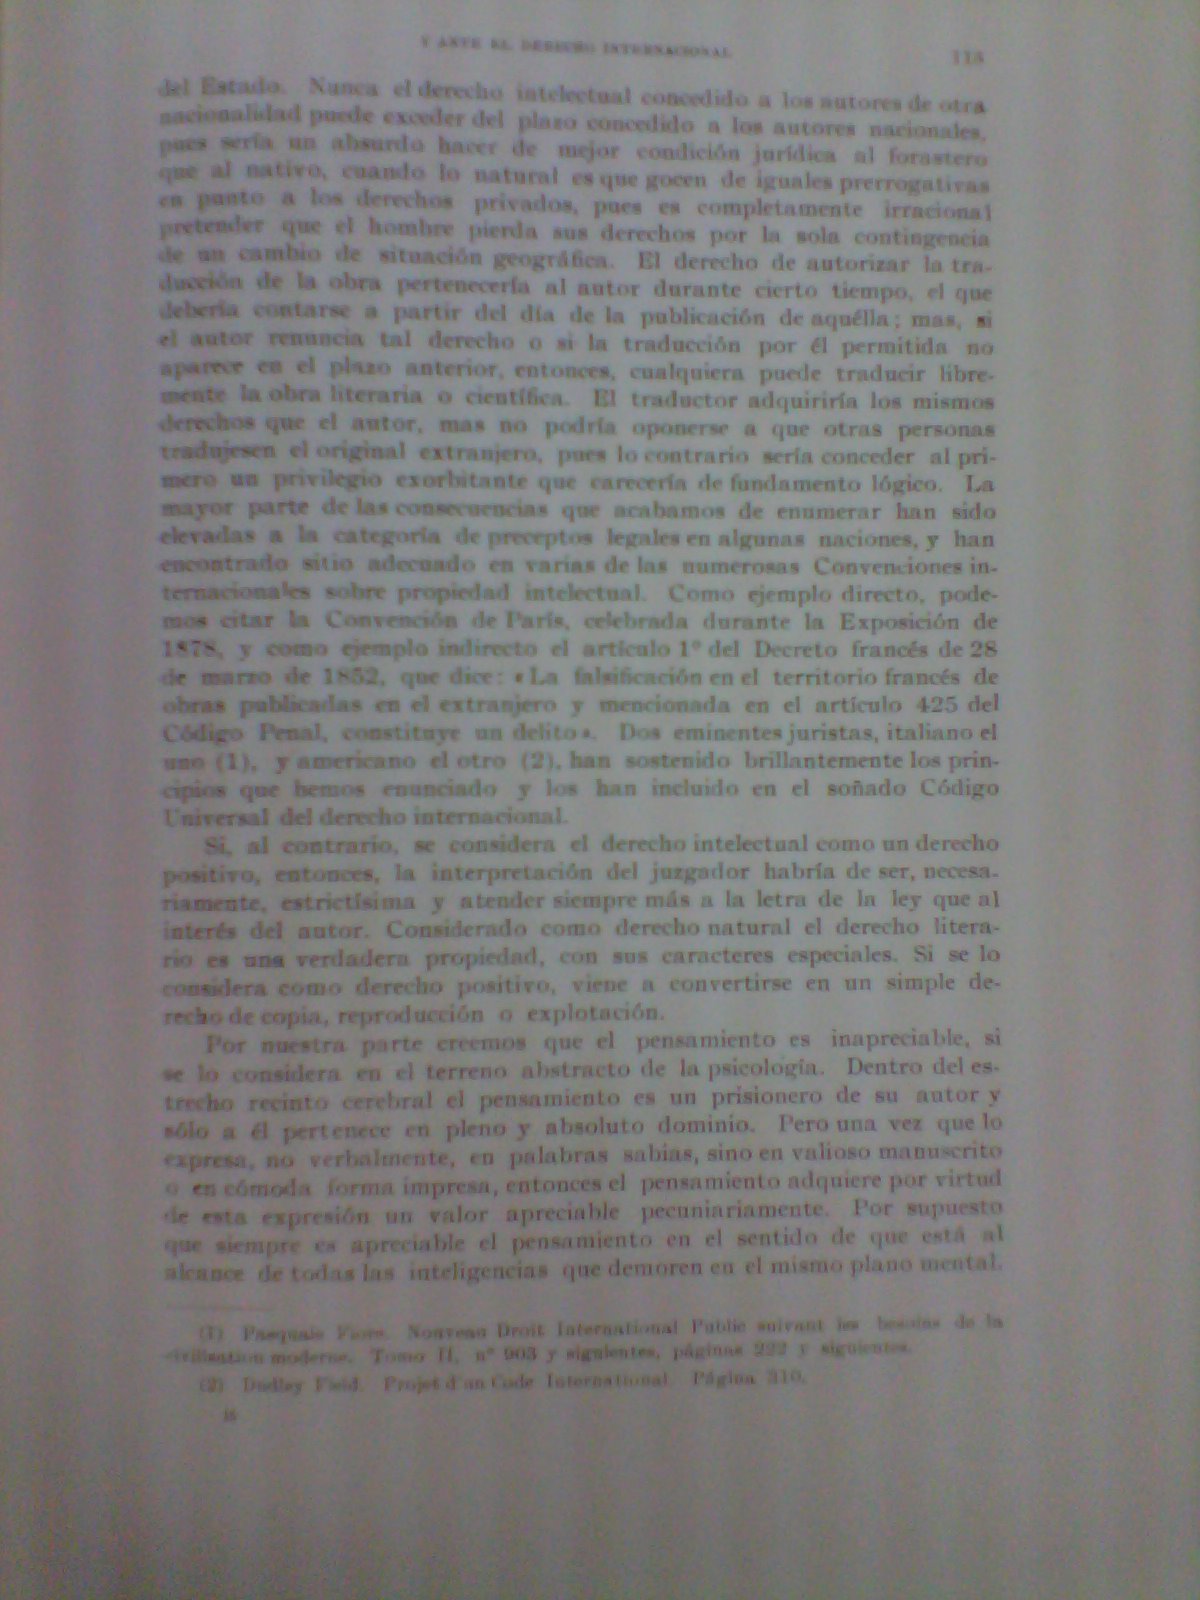 Y ANTE EL DERECHO INTERNACIONAL
del Estado. Nunca el derecho intelectual concedido a los autores de otra
nacionalidad puede exceder del plazo concedido a los autores nacionales,
pues sería un absurdo hacer de mejor condición jurídica al forastero
que al nativo, cuando lo natural es que gocen de iguales prerrogativas
en punto a los derechos privados, pues es completamente irracional
pretender que el hombre pierda sus derechos por la sola contingencia
de un cambio de situación geográfica. El derecho de autorizar la tra-
ducción de la obra pertenecería al autor durante cierto tiempo, el que
debería contarse a partir del día de la publicación de aquélla; mas, si
el autor renuncia tal derecho o si la traducción por él permitida no
aparece en el plazo anterior, entonces, cualquiera puede traducir libre-
mente la obra literaria o científica. El traductor adquiriría los mismos
derechos que el autor, mas no podría oponerse a que otras personas
tradujesen el original extranjero, pues lo contrario sería conceder al pri-
mero un privilegio exorbitante que carecería de fundamento lógico. La
mayor parte de las consecuencias que acabamos de enumerar han sido
elevadas a la categoría de preceptos legales en algunas naciones, y han
encontrado sitio adecuado en varias de las numerosas Convenciones in-
ternacionales sobre propiedad intelectual. Como ejemplo directo, pode-
mos citar la Convención de París, celebrada durante la Exposición de
1878, y como ejemplo indirecto el artículo 1º del Decreto francés de 28
de marzo de 1852, que dice: «La falsificación en el territorio francés de
obras publicadas en el extranjero y mencionada en el artículo 425 del
Código Penal, constituye un delito». Dos eminentes juristas, italiano el
uno (1), y americano el otro (2), han sostenido brillantemente los prin-
cipios que hemos enunciado y los han incluido en el soñado Código
Universal del derecho internacional.
Si, al contrario, se considera el derecho intelectual como un derecho
positivo, entonces, la interpretación del juzgador habría de ser, necesa-
riamente, estrictísima y atender siempre más a la letra de la ley que al
interés del autor. Considerado como derecho natural el derecho litera-
rio es una verdadera propiedad, con sus caracteres especiales. Si se lo
considera como derecho positivo, viene a convertirse en un simple de-
recho de copia, reproducción o explotación.
Por nuestra parte creemos que el pensamiento es inapreciable, si
se lo considera en el terreno abstracto de la psicología. Dentro del es-
trecho recinto cerebral el pensamiento es un prisionero de su autor y
sólo a él pertenece en pleno y absoluto dominio. Pero una vez que lo
expresa, no verbalmente, en palabras sabias, sino en valioso manuscrito
o en cómoda forma impresa, entonces el pensamiento adquiere por virtud
de esta expresión un valor apreciable pecuniariamente. Por supuesto
que siempre es apreciable el pensamiento en el sentido de que está al
alcance de todas las inteligencias que demoren en el mismo plano mental.
(1) Pasquale Fiore. Nouveau Droit International Public suivant les besoins de la
civilisation moderne. Tomo II, nº 903 y siguientes, páginas 222 y siguientes.
(2) Dudley Field. Projet d'un Code International. Página 310.